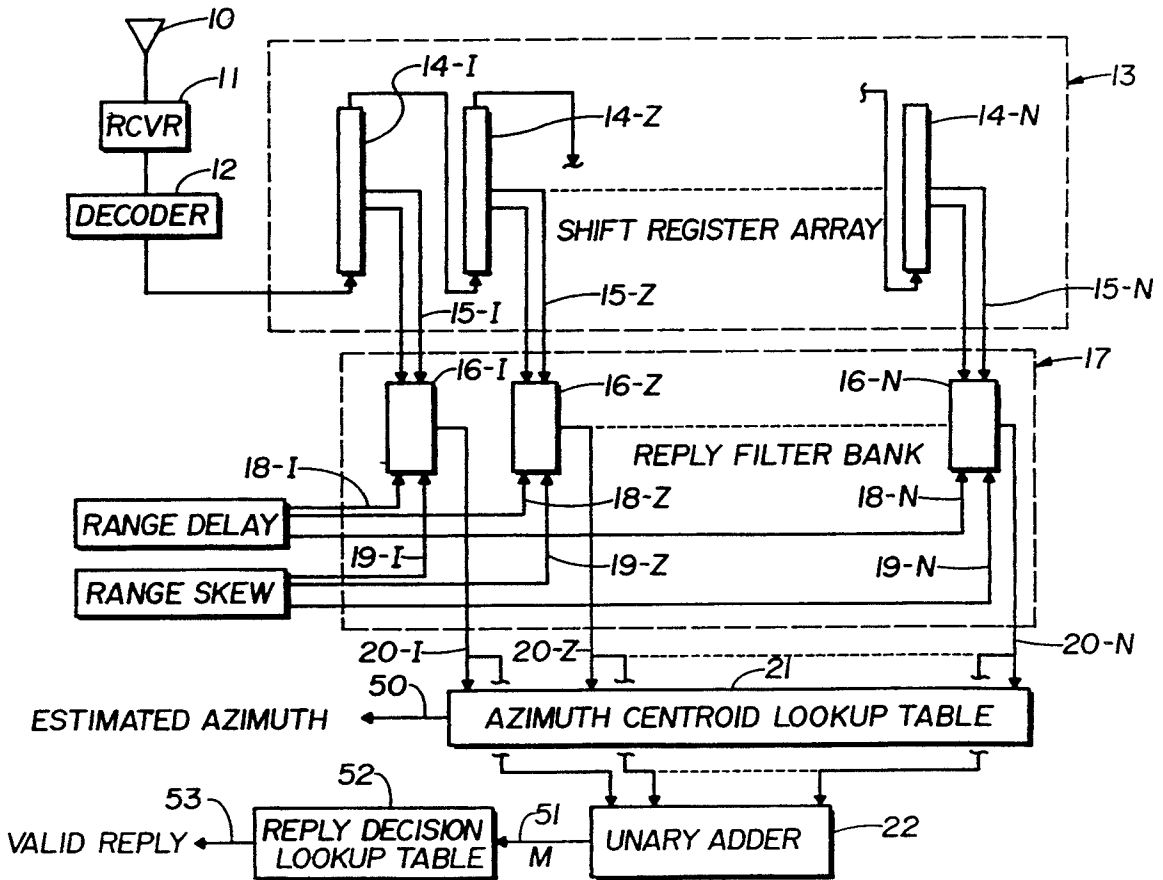 10
11
RCVR
12
DECODER
13
14-I
14-Z
14-N
SHIFT REGISTER ARRAY
15-I
15-Z
15-N
17
16-I
16-Z
16-N
REPLY FILTER BANK
18-I
18-Z
18-N
RANGE DELAY
19-I
19-Z
19-N
RANGE SKEW
20-I
20-Z
20-N
21
50
ESTIMATED AZIMUTH
AZIMUTH CENTROID LOOKUP TABLE
52
53
51
VALID REPLY
REPLY DECISION
LOOKUP TABLE
M
UNARY ADDER
22